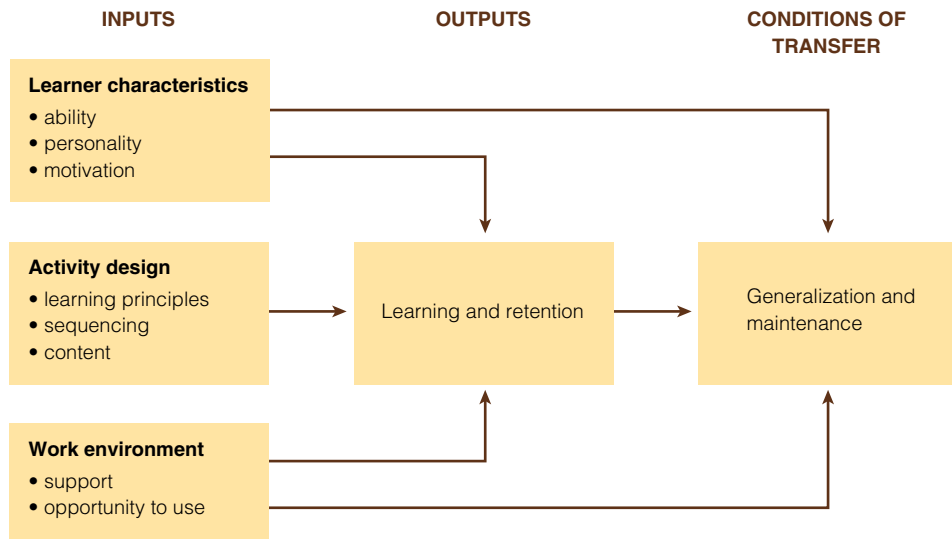 INPUTS
OUTPUTS
CONDITIONS OF
TRANSFER
Learner characteristics
• ability
• personality
• motivation
Activity design
• learning principles
• sequencing
• content
Learning and retention
Generalization and
maintenance
Work environment
• support
• opportunity to use